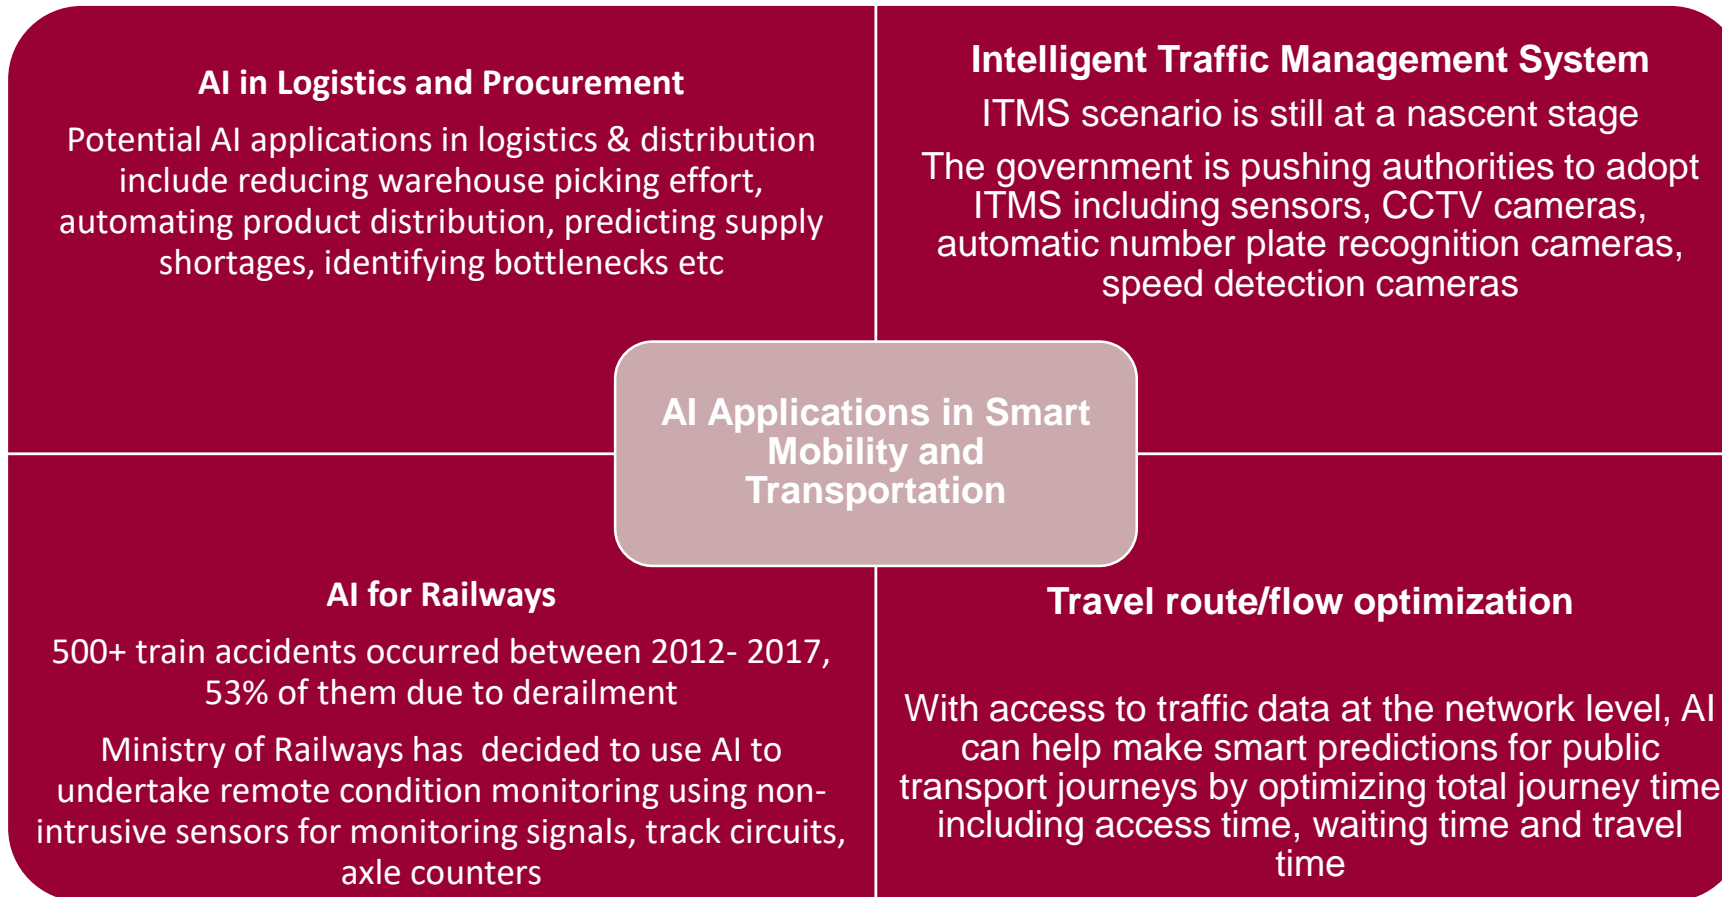 AI in Logistics and Procurement
Potential AI applications in logistics & distribution
include reducing warehouse picking effort,
automating product distribution, predicting supply
shortages, identifying bottlenecks etc
Intelligent Traffic Management System
ITMS scenario is still at a nascent stage
The government is pushing authorities to adopt
ITMS including sensors, CCTV cameras,
automatic number plate recognition cameras,
speed detection cameras
AI Applications in Smart
Mobility and
Transportation
AI for Railways
500+ train accidents occurred between 2012- 2017,
53% of them due to derailment
Ministry of Railways has  decided to use AI to
undertake remote condition monitoring using non-
intrusive sensors for monitoring signals, track circuits,
axle counters
Travel route/flow optimization
With access to traffic data at the network level, AI
can help make smart predictions for public
transport journeys by optimizing total journey time
including access time, waiting time and travel
time